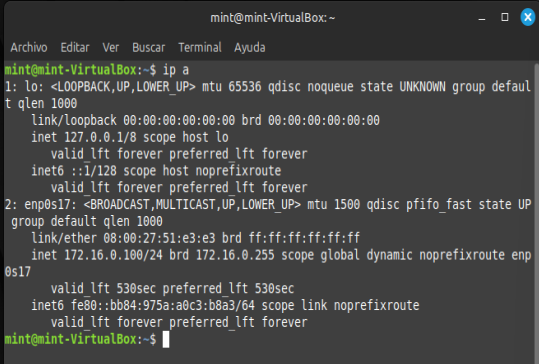 mint@mint-VirtualBox: ~
Archivo Editar Ver Buscar Terminal Ayuda
mint@mint-VirtualBox:~$ ip a
1: lo: <LOOPBACK,UP,LOWER_UP> mtu 65536 qdisc noqueue state UNKNOWN group defaul
t qlen 1000
    link/loopback 00:00:00:00:00:00 brd 00:00:00:00:00:00
    inet 127.0.0.1/8 scope host lo
       valid_lft forever preferred_lft forever
    inet6 ::1/128 scope host noprefixroute
       valid_lft forever preferred_lft forever
2: enp0s17: <BROADCAST,MULTICAST,UP,LOWER_UP> mtu 1500 qdisc pfifo_fast state UP
 group default qlen 1000
    link/ether 08:00:27:51:e3:e3 brd ff:ff:ff:ff:ff:ff
    inet 172.16.0.100/24 brd 172.16.0.255 scope global dynamic noprefixroute enp
0s17
       valid_lft 530sec preferred_lft 530sec
    inet6 fe80::bb84:975a:a0c3:b8a3/64 scope link noprefixroute
       valid_lft forever preferred_lft forever
mint@mint-VirtualBox:~$